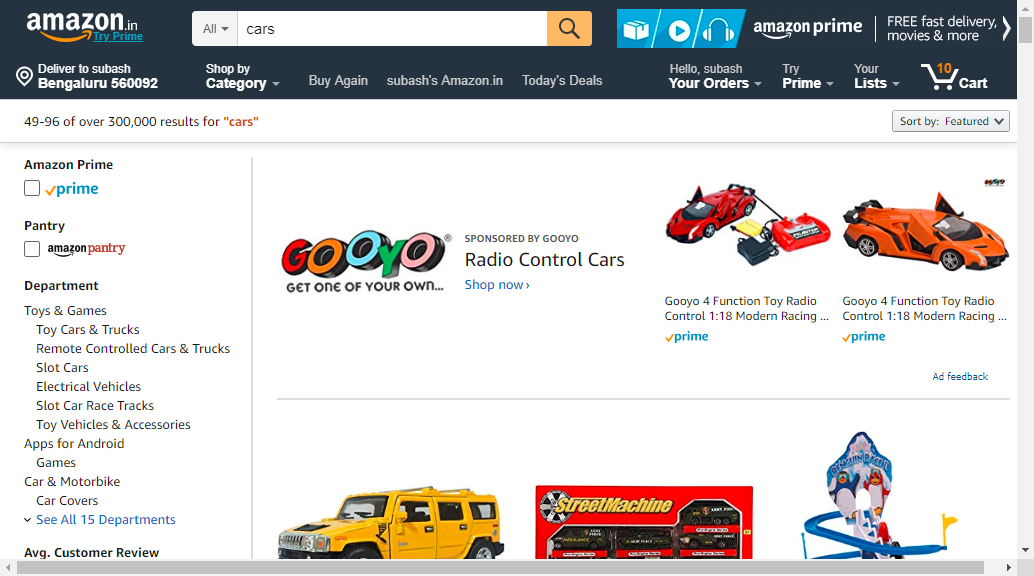 amazon.in
Try Prime
All
cars
amazon prime
FREE fast delivery,
movies & more
Deliver to subash
Bengaluru 560092
Shop by
Category
Buy Again
subash's Amazon.in
Today's Deals
Hello, subash
Your Orders
Try
Prime
Your
Lists
10
Cart
49-96 of over 300,000 results for "cars"
Sort by: Featured
Amazon Prime
prime
Pantry
amazon pantry
Department
Toys & Games
Toy Cars & Trucks
Remote Controlled Cars & Trucks
Slot Cars
Electrical Vehicles
Slot Car Race Tracks
Toy Vehicles & Accessories
Apps for Android
Games
Car & Motorbike
Car Covers
See All 15 Departments
Avg. Customer Review
GOOYO®
GET ONE OF YOUR OWN...
SPONSORED BY GOOYO
Radio Control Cars
Shop now ›
Gooyo 4 Function Toy Radio
Control 1:18 Modern Racing ...
prime
Gooyo 4 Function Toy Radio
Control 1:18 Modern Racing ...
prime
Ad feedback
StreetMachine
PENGUIN RACE